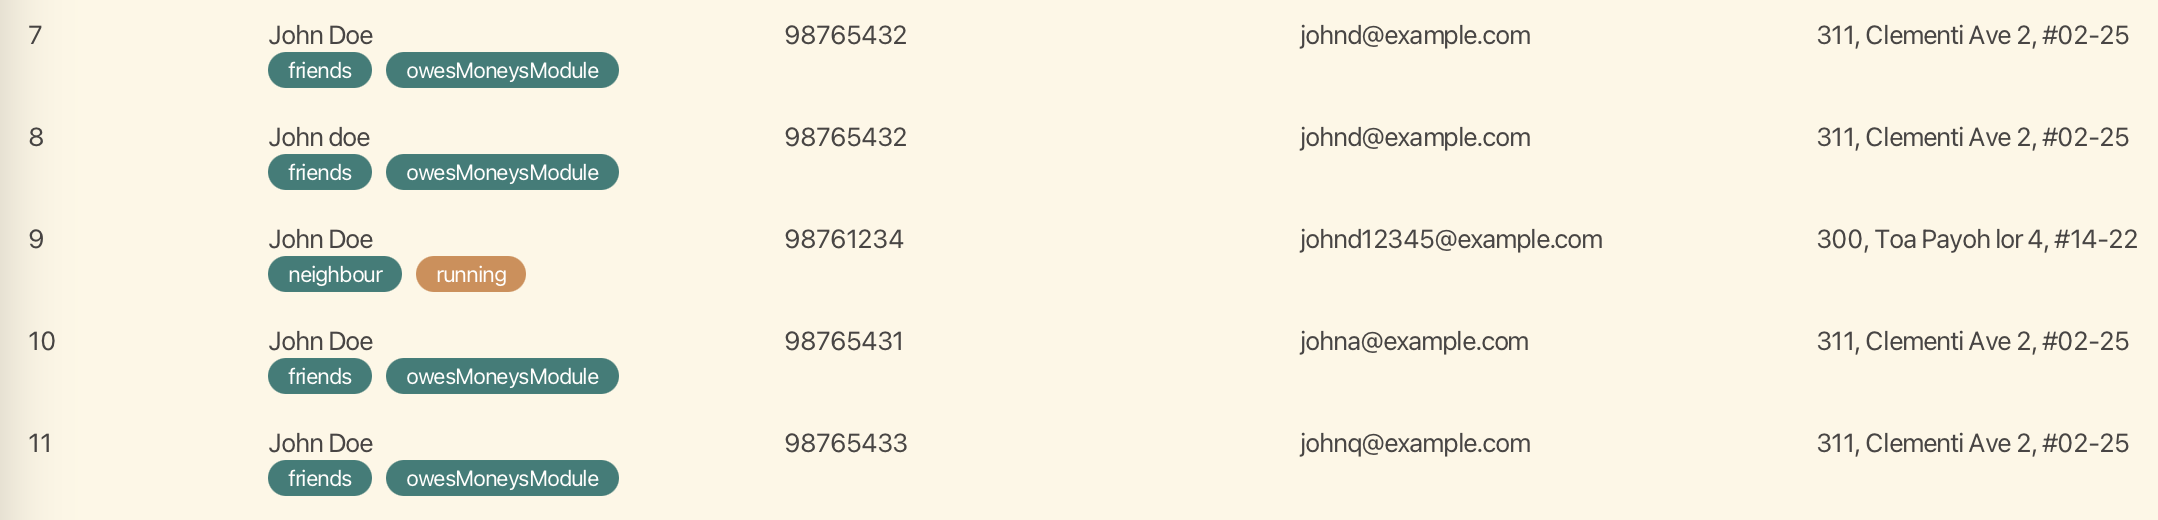 7 John Doe 98765432 johnd@example.com 311, Clementi Ave 2, #02-25
friends owesMoneysModule
8 John doe 98765432 johnd@example.com 311, Clementi Ave 2, #02-25
friends owesMoneysModule
9 John Doe 98761234 johnd12345@example.com 300, Toa Payoh lor 4, #14-22
neighbour running
10 John Doe 98765431 johna@example.com 311, Clementi Ave 2, #02-25
friends owesMoneysModule
11 John Doe 98765433 johnq@example.com 311, Clementi Ave 2, #02-25
friends owesMoneysModule